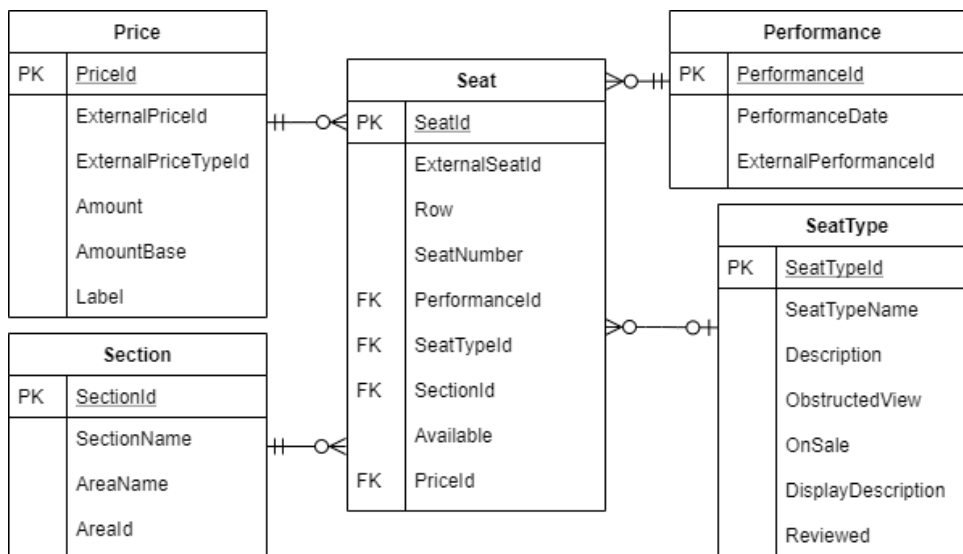 Price
PK PriceId
ExternalPriceId
ExternalPriceTypeId
Amount
AmountBase
Label
Section
PK SectionId
SectionName
AreaName
AreaId
Seat
PK SeatId
ExternalSeatId
Row
SeatNumber
FK PerformanceId
FK SeatTypeId
FK SectionId
Available
FK PriceId
Performance
PK PerformanceId
PerformanceDate
ExternalPerformanceId
SeatType
PK SeatTypeId
SeatTypeName
Description
ObstructedView
OnSale
DisplayDescription
Reviewed